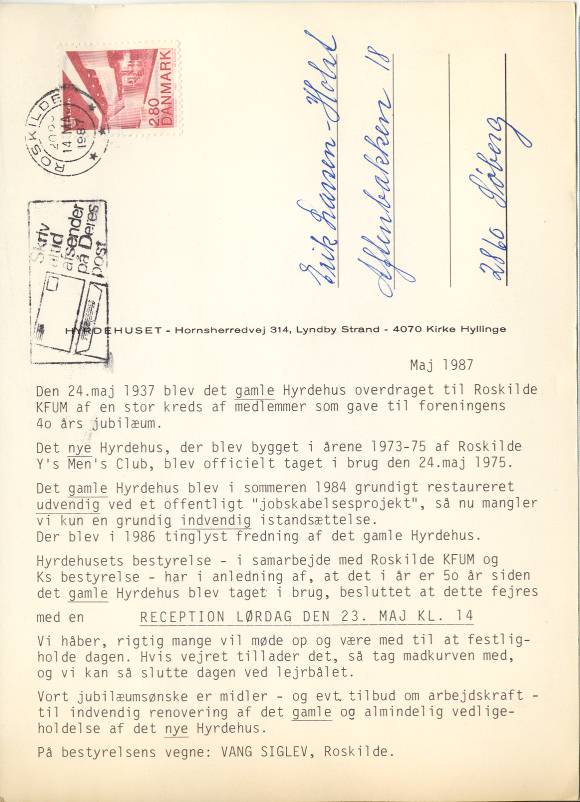 ROSKILDE
14 MAJ
1987
2.80
DANMARK
Skriv
altid
afsender
på Deres
post
Erik Lassen-Holst
Aftenbakken 18
2860 Søborg
HYRDEHUSET - Hornsherredvej 314, Lyndby Strand - 4070 Kirke Hyllinge
Maj 1987
Den 24.maj 1937 blev det gamle Hyrdehus overdraget til Roskilde
KFUM af en stor kreds af medlemmer som gave til foreningens
4o års jubilæum.
Det nye Hyrdehus, der blev bygget i årene 1973-75 af Roskilde
Y's Men's Club, blev officielt taget i brug den 24.maj 1975.
Det gamle Hyrdehus blev i sommeren 1984 grundigt restaureret
udvendig ved et offentligt "jobskabelsesprojekt", så nu mangler
vi kun en grundig indvendig istandsættelse.
Der blev i 1986 tinglyst fredning af det gamle Hyrdehus.
Hyrdehusets bestyrelse - i samarbejde med Roskilde KFUM og
Ks bestyrelse - har i anledning af, at det i år er 5o år siden
det gamle Hyrdehus blev taget i brug, besluttet at dette fejres
med en RECEPTION LØRDAG DEN 23. MAJ KL. 14
Vi håber, rigtig mange vil møde op og være med til at festlig-
holde dagen. Hvis vejret tillader det, så tag madkurven med,
og vi kan så slutte dagen ved lejrbålet.
Vort jubilæumsønske er midler - og evt. tilbud om arbejdskraft -
til indvendig renovering af det gamle og almindelig vedlige-
holdelse af det nye Hyrdehus.
På bestyrelsens vegne: VANG SIGLEV, Roskilde.